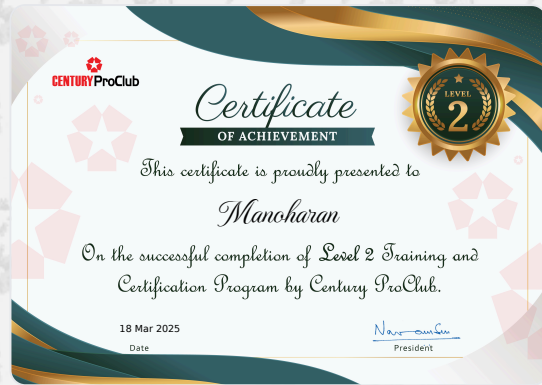 CENTURY ProClub
Certificate
OF ACHIEVEMENT
LEVEL
2
This certificate is proudly presented to
Manoharan
On the successful completion of Level 2 Training and
Certification Program by Century ProClub.
18 Mar 2025
Date
President